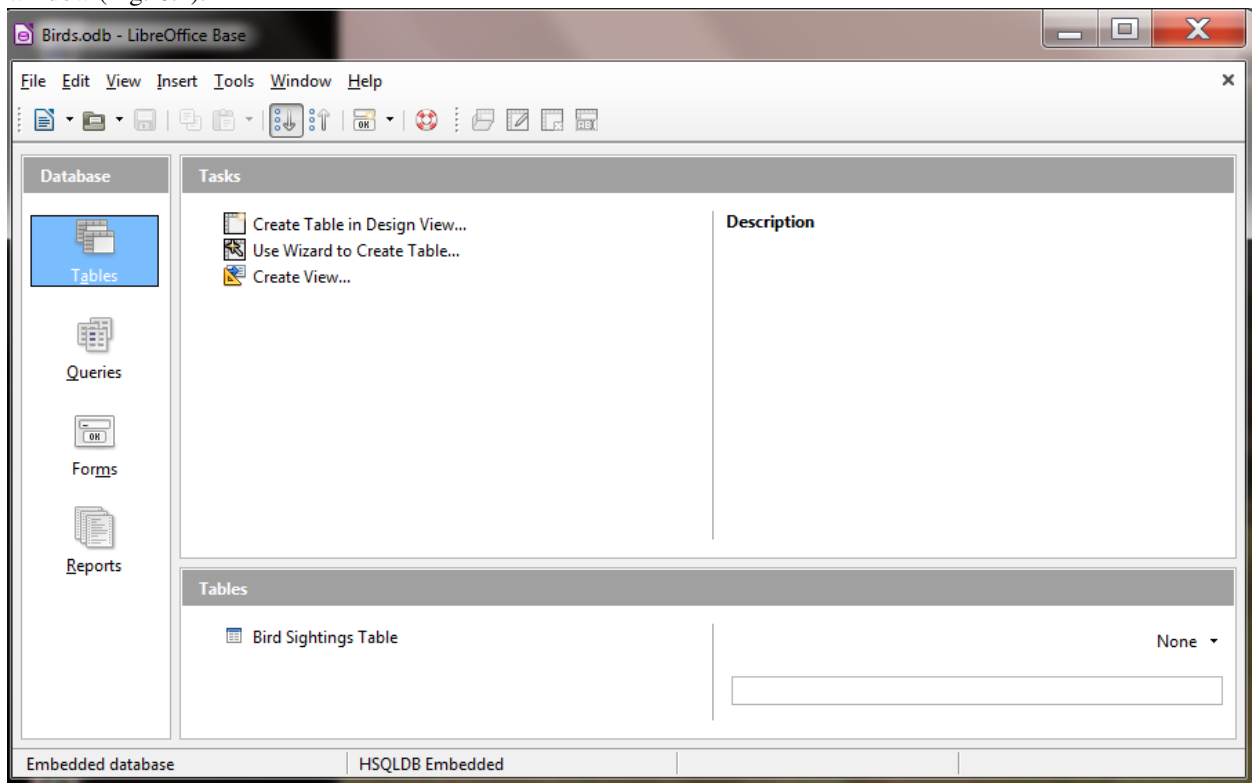 Birds.odb - LibreOffice Base
File Edit View Insert Tools Window Help
Database
Tasks
Tables
Create Table in Design View...
Use Wizard to Create Table...
Create View...
Description
Queries
OK
Forms
Reports
Tables
Bird Sightings Table
None
Embedded database
HSQLDB Embedded